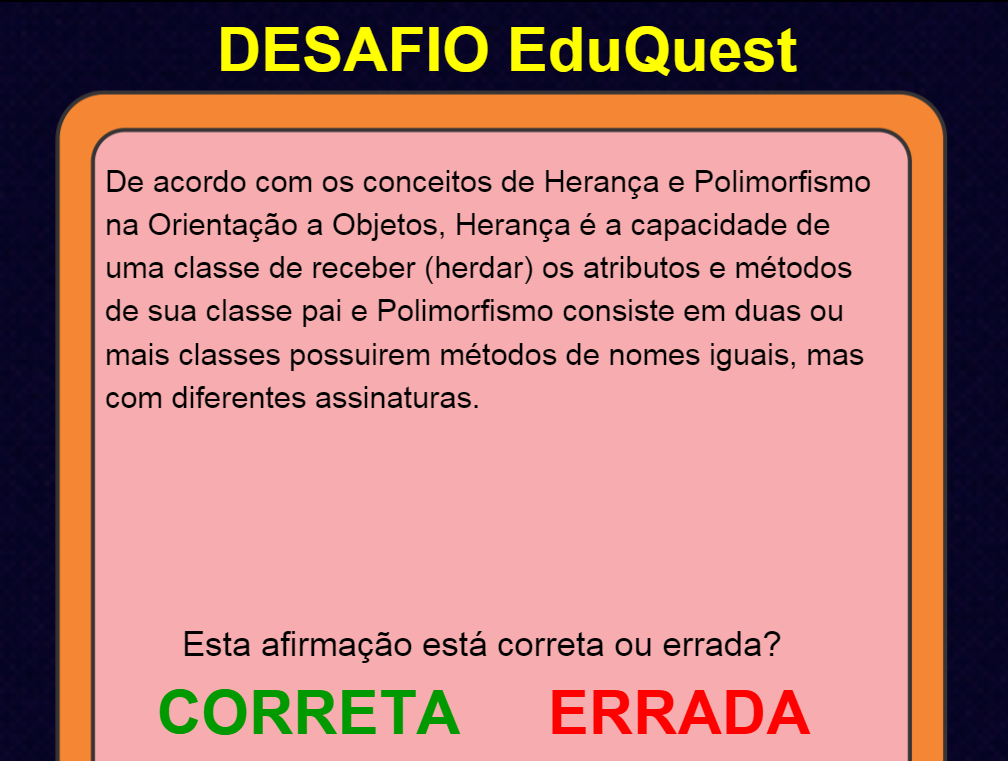 DESAFIO EduQuest
De acordo com os conceitos de Herança e Polimorfismo
na Orientação a Objetos, Herança é a capacidade de
uma classe de receber (herdar) os atributos e métodos
de sua classe pai e Polimorfismo consiste em duas ou
mais classes possuirem métodos de nomes iguais, mas
com diferentes assinaturas.
Esta afirmação está correta ou errada?
CORRETA ERRADA